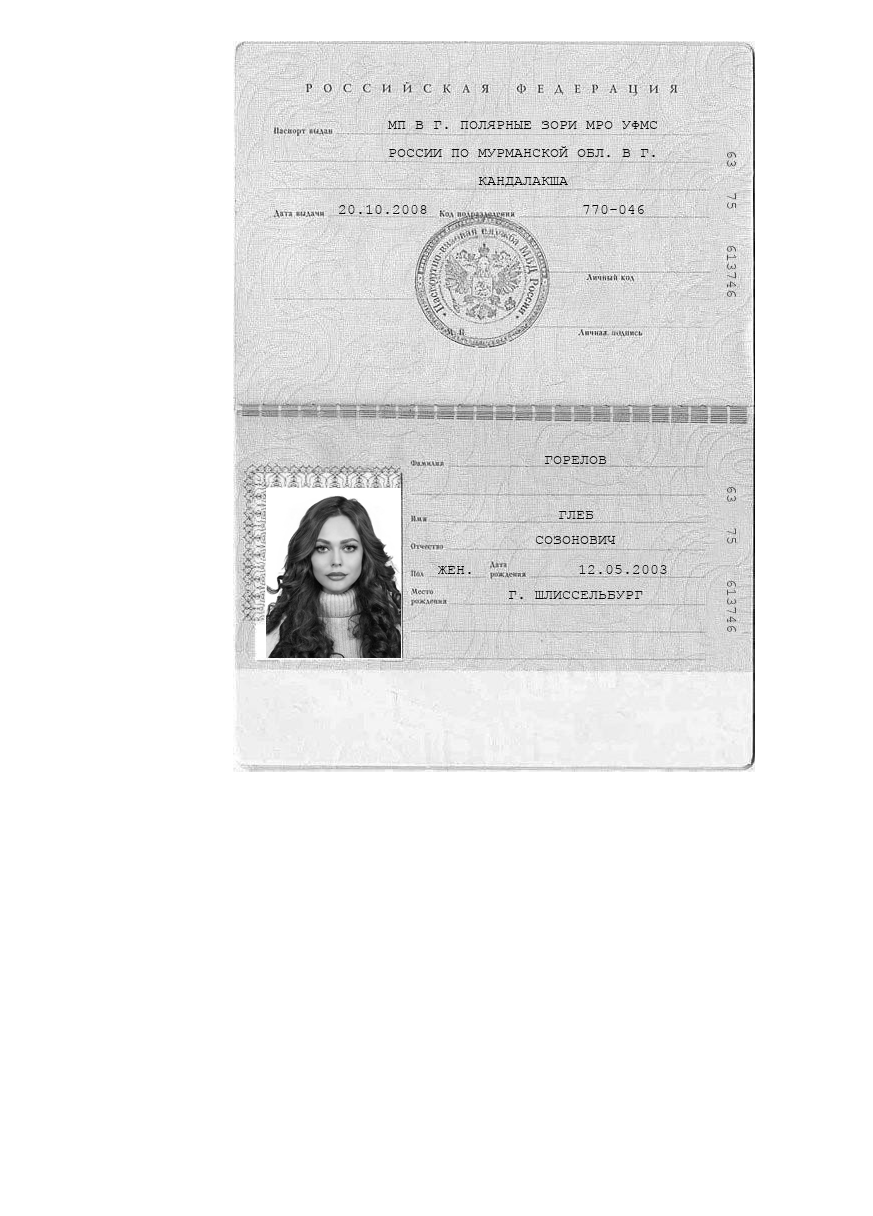 РОССИЙСКАЯ ФЕДЕРАЦИЯ
Паспорт выдан МП В Г. ПОЛЯРНЫЕ ЗОРИ МРО УФМС
РОССИИ ПО МУРМАНСКОЙ ОБЛ. В Г.
КАНДАЛАКША
Дата выдачи 20.10.2008 Код подразделения 770-046
Паспортно-визовая служба МВД России
Личный код
М. П. Личная подпись
63 75 613746
Фамилия ГОРЕЛОВ
Имя ГЛЕБ
Отчество СОЗОНОВИЧ
Пол ЖЕН. Дата рождения 12.05.2003
Место рождения Г. ШЛИССЕЛЬБУРГ
63 75 613746